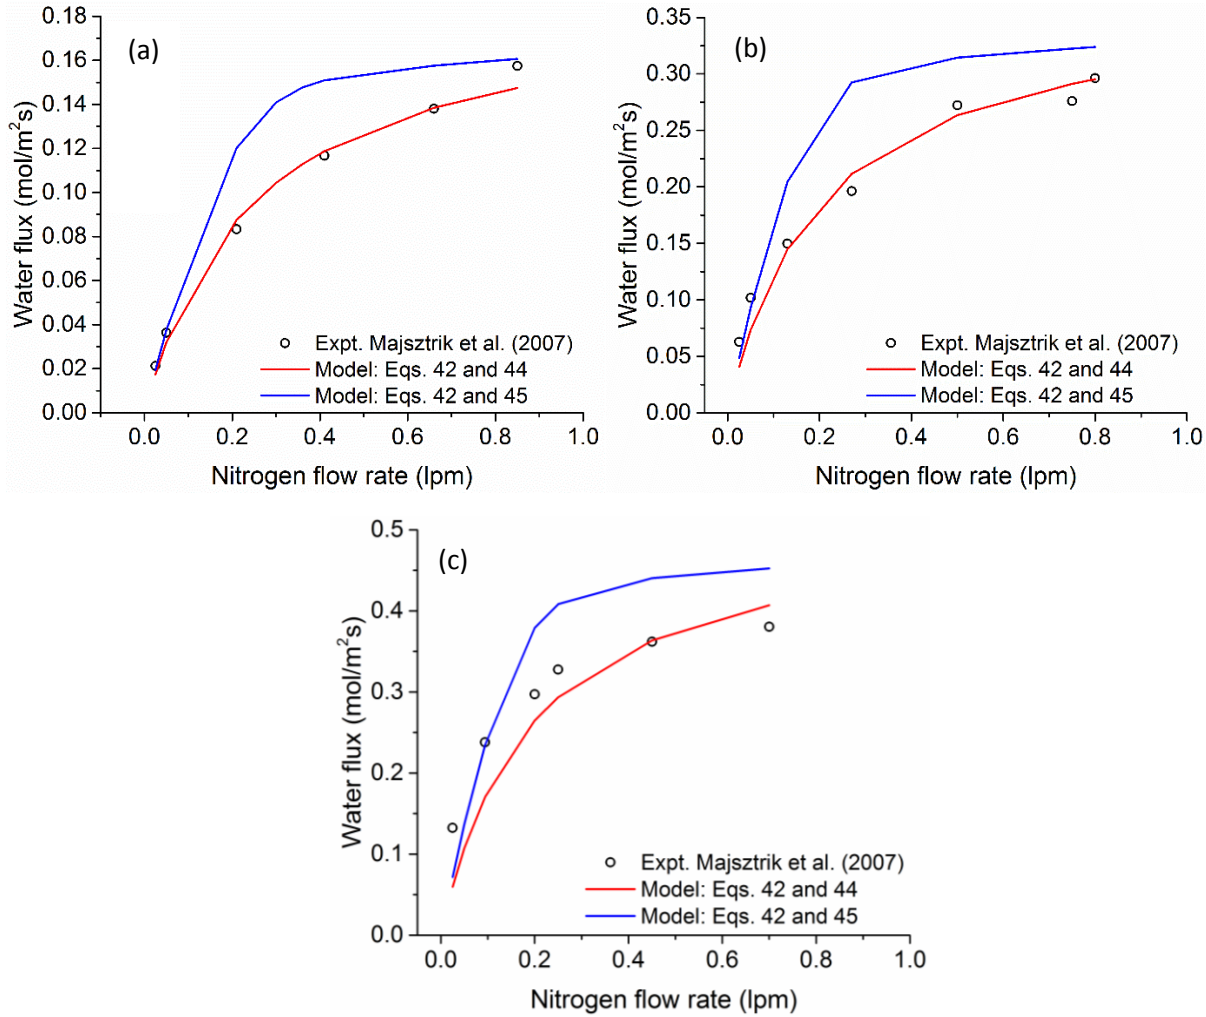 (a)
Water flux (mol/m²s)
0.18
0.16
0.14
0.12
0.10
0.08
0.06
0.04
0.02
0.00
Expt. Majsztrik et al. (2007)
Model: Eqs. 42 and 44
Model: Eqs. 42 and 45
0.0 0.2 0.4 0.6 0.8 1.0
Nitrogen flow rate (lpm)
(b)
Water flux (mol/m²s)
0.35
0.30
0.25
0.20
0.15
0.10
0.05
0.00
Expt. Majsztrik et al. (2007)
Model: Eqs. 42 and 44
Model: Eqs. 42 and 45
0.0 0.2 0.4 0.6 0.8 1.0
Nitrogen flow rate (lpm)
(c)
Water flux (mol/m²s)
0.5
0.4
0.3
0.2
0.1
0.0
Expt. Majsztrik et al. (2007)
Model: Eqs. 42 and 44
Model: Eqs. 42 and 45
0.0 0.2 0.4 0.6 0.8 1.0
Nitrogen flow rate (lpm)